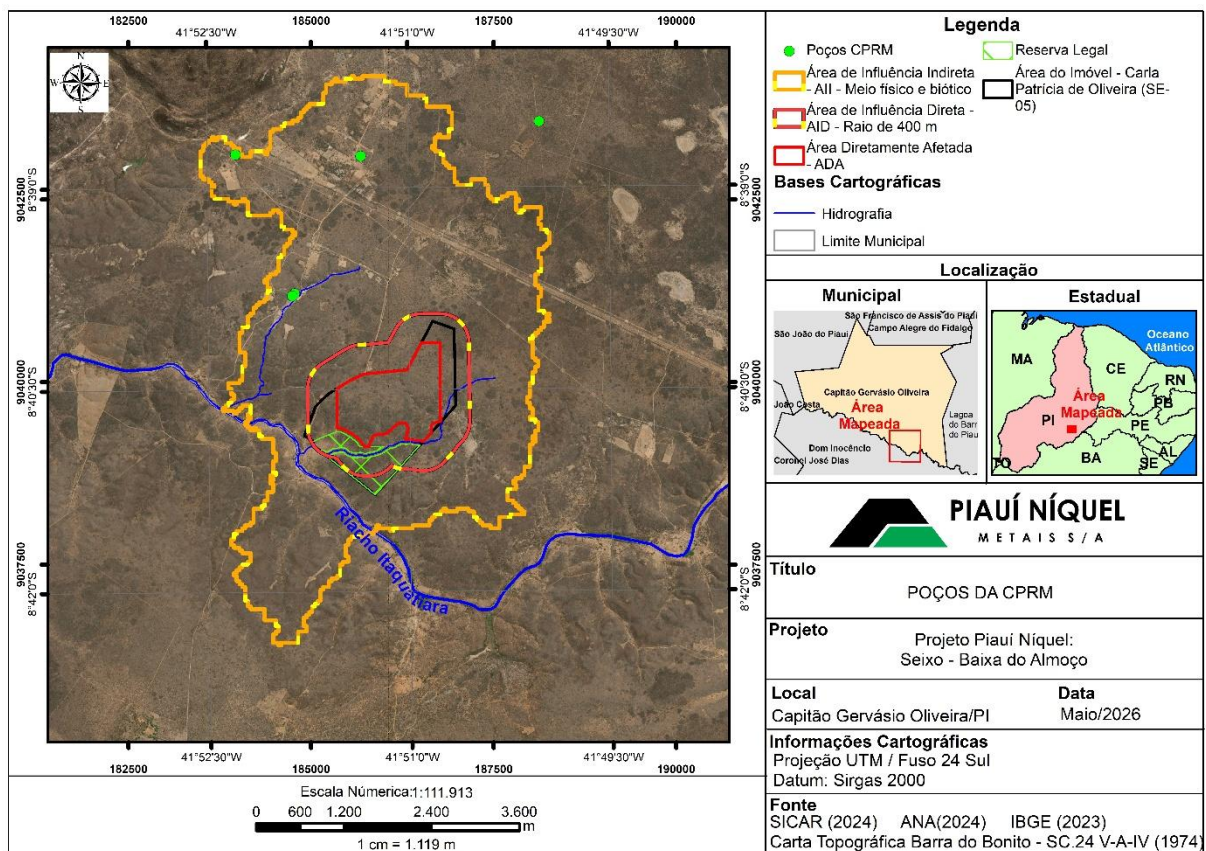 182500 185000 187500 190000
41°52'30"W 41°51'0"W 41°49'30"W
N
W E
S
9042500
8°39'0"S
9040000
8°40'30"S
9037500
8°42'0"S
Riacho Itaquatiara
9042500
8°39'0"S
9040000
8°40'30"S
9037500
8°42'0"S
41°52'30"W 41°51'0"W 41°49'30"W
182500 185000 187500 190000
Escala Númerica:1:111.913
0 600 1.200 2.400 3.600
m
1 cm = 1.119 m
Legenda
Poços CPRM
Área de Influência Indireta
- AII - Meio físico e biótico
Área de Influência Direta -
AID - Raio de 400 m
Área Diretamente Afetada
- ADA
Reserva Legal
Área do Imóvel - Carla
Patrícia de Oliveira (SE-
05)
Bases Cartográficas
Hidrografia
Limite Municipal
Localização
Municipal
São Francisco de Assis do Piauí
São João do Piauí
Campo Alegre do Fidalgo
Capitão Gervásio Oliveira
João Costa
Área
Mapeada
Lagoa
do Barro
do Piauí
Dom Inocêncio
Coronel José Dias
Estadual
Oceano
Atlântico
MA
CE
RN
PB
Área
Mapeada
PI
PE
AL
TO
BA
SE
PIAUÍ NÍQUEL
METAIS S/A
Título
POÇOS DA CPRM
Projeto
Projeto Piauí Níquel:
Seixo - Baixa do Almoço
Local
Capitão Gervásio Oliveira/PI
Data
Maio/2026
Informações Cartográficas
Projeção UTM / Fuso 24 Sul
Datum: Sirgas 2000
Fonte
SICAR (2024) ANA(2024) IBGE (2023)
Carta Topográfica Barra do Bonito - SC.24 V-A-IV (1974)